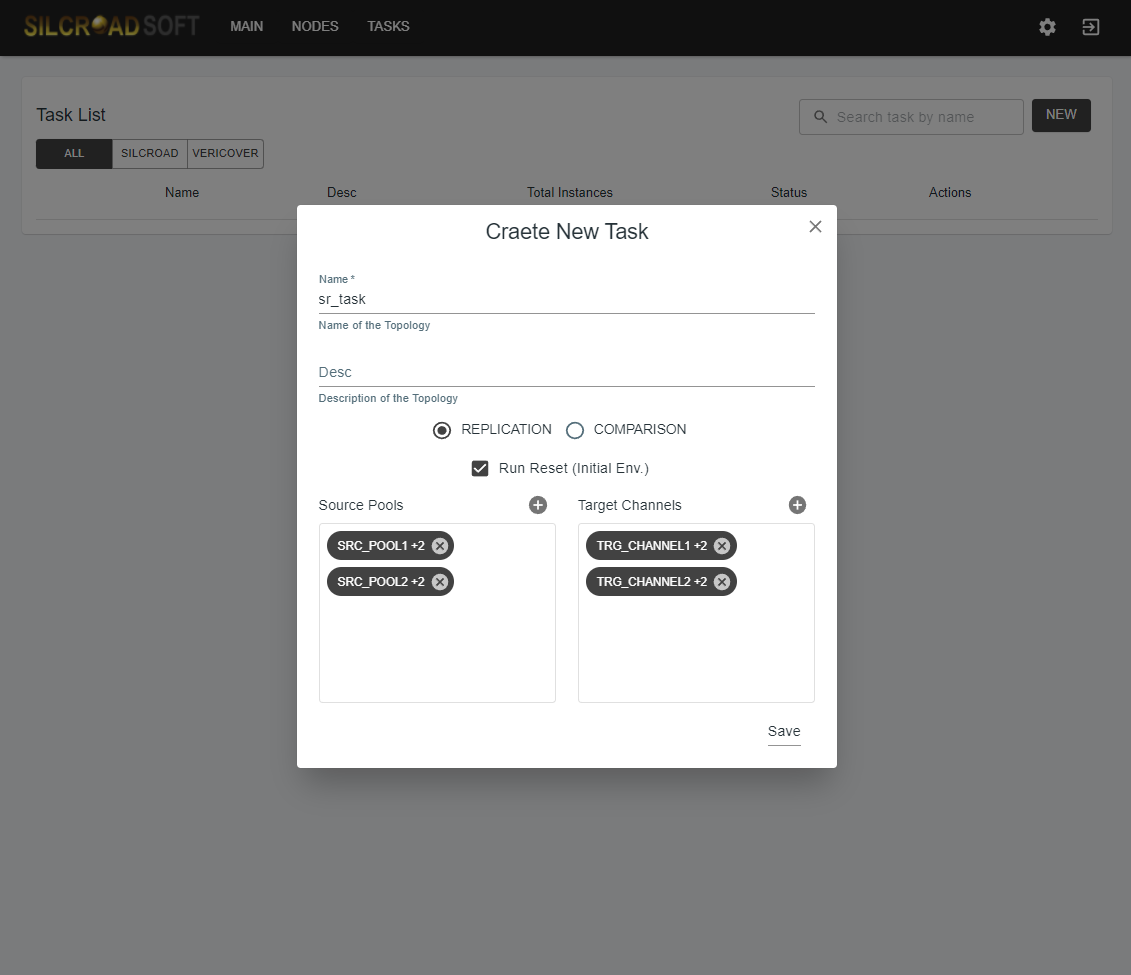 SILCROADSOFT MAIN NODES TASKS
Task List
Search task by name NEW
ALL SILCROAD VERICOVER
Name Desc Total Instances Status Actions
Craete New Task
Name *
sr_task
Name of the Topology
Desc
Description of the Topology
REPLICATION COMPARISON
Run Reset (Initial Env.)
Source Pools Target Channels
SRC_POOL1 +2 TRG_CHANNEL1 +2
SRC_POOL2 +2 TRG_CHANNEL2 +2
Save